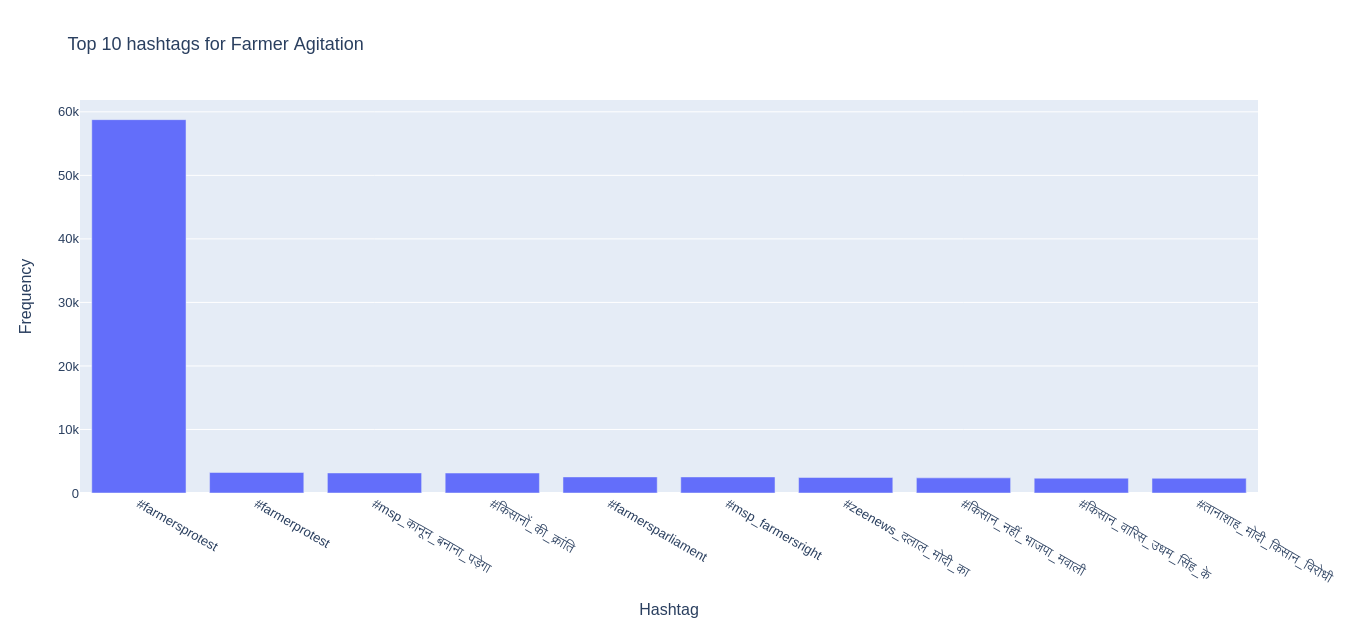 Top 10 hashtags for Farmer Agitation
60k
50k
40k
30k
20k
10k
0
Frequency
#farmersprotest
#farmerprotest
#msp_कानून_बनाना_पड़ेगा
#किसानों_की_क्रांति
#farmersparliament
#msp_farmersright
#zeenews_दलाल_मोदी_का
#किसान_नहीं_भाजपा_मवाली
#किसान_वारिस_उधम_सिंह_के
#तानाशाह_मोदी_किसान_विरोधी
Hashtag